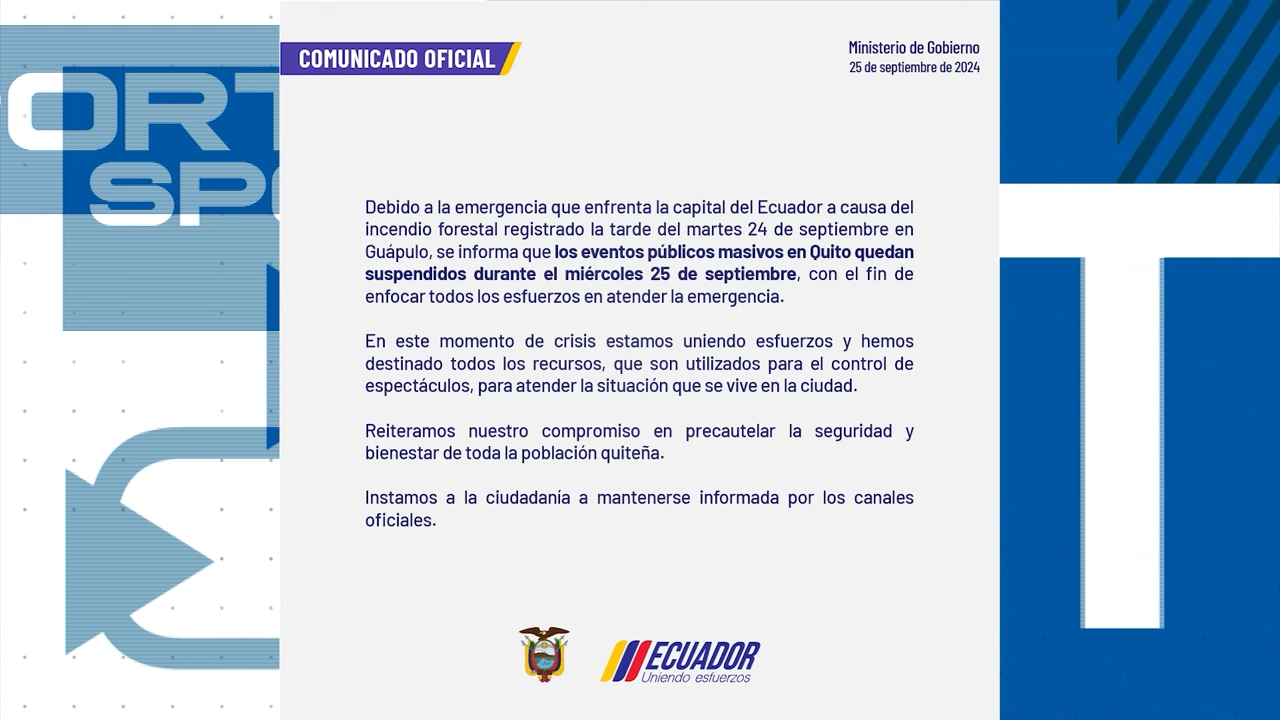 COMUNICADO OFICIAL
Ministerio de Gobierno
25 de septiembre de 2024
ORT
SPO
Debido a la emergencia que enfrenta la capital del Ecuador a causa del
incendio forestal registrado la tarde del martes 24 de septiembre en
Guápulo, se informa que los eventos públicos masivos en Quito quedan
suspendidos durante el miércoles 25 de septiembre, con el fin de
enfocar todos los esfuerzos en atender la emergencia.
En este momento de crisis estamos uniendo esfuerzos y hemos
destinado todos los recursos, que son utilizados para el control de
espectáculos, para atender la situación que se vive en la ciudad.
Reiteramos nuestro compromiso en precautelar la seguridad y
bienestar de toda la población quiteña.
Instamos a la ciudadanía a mantenerse informada por los canales
oficiales.
ECUADOR
Uniendo esfuerzos
T